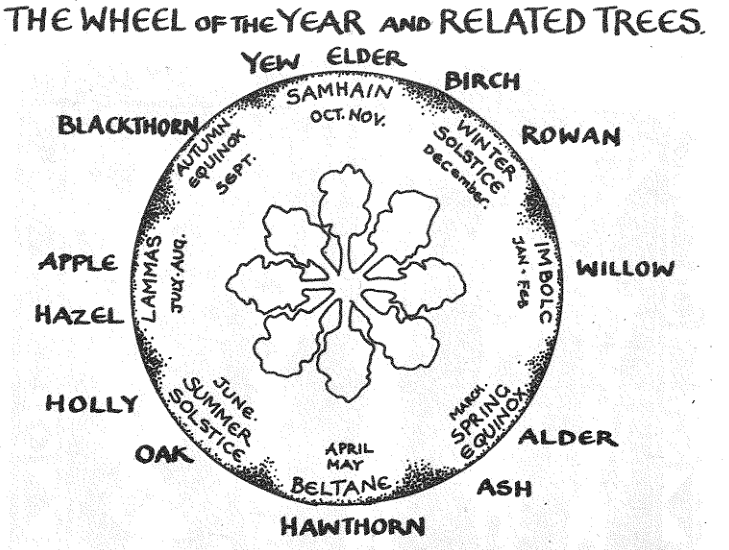 THE WHEEL OF THE YEAR AND RELATED TREES.
YEW
ELDER
BIRCH
ROWAN
WILLOW
ALDER
ASH
HAWTHORN
OAK
HOLLY
HAZEL
APPLE
BLACKTHORN
SAMHAIN
OCT. NOV.
WINTER
SOLSTICE
December.
IMBOLC
JAN • FEB
MARCH.
SPRING
EQUINOX
APRIL
MAY
BELTANE
JUNE.
SUMMER
SOLSTICE
LAMMAS
JULY. AUG.
AUTUMN
EQUINOX
SEPT.